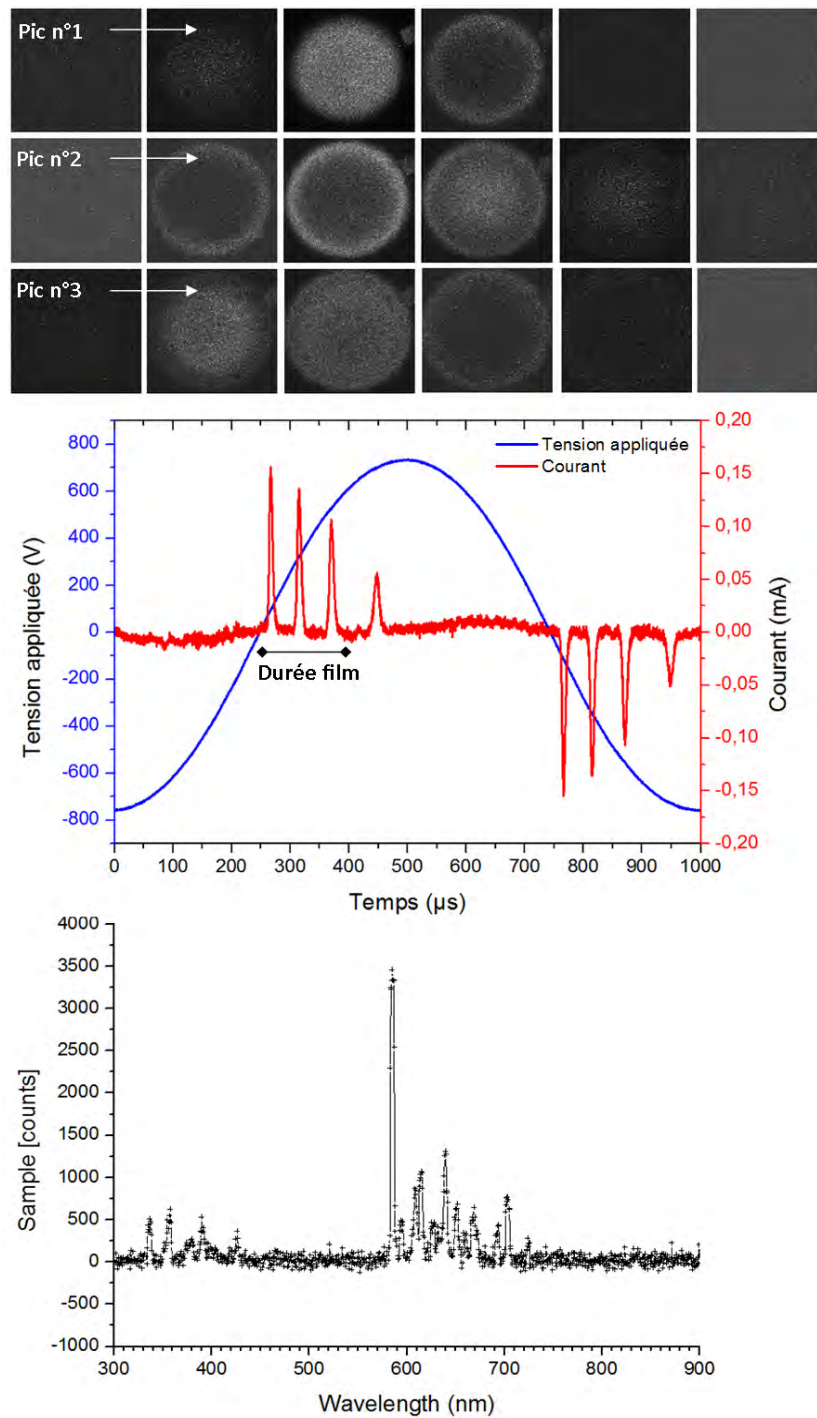 Pic n°1
Pic n°2
Pic n°3
Tension appliquée
Courant
800
600
400
200
0
-200
-400
-600
-800
Tension appliquée (V)
0,20
0,15
0,10
0,05
0,00
-0,05
-0,10
-0,15
-0,20
Courant (mA)
Durée film
0 100 200 300 400 500 600 700 800 900 1000
Temps (µs)
4000
3500
3000
2500
2000
1500
1000
500
0
-500
-1000
Sample [counts]
300 400 500 600 700 800 900
Wavelength (nm)